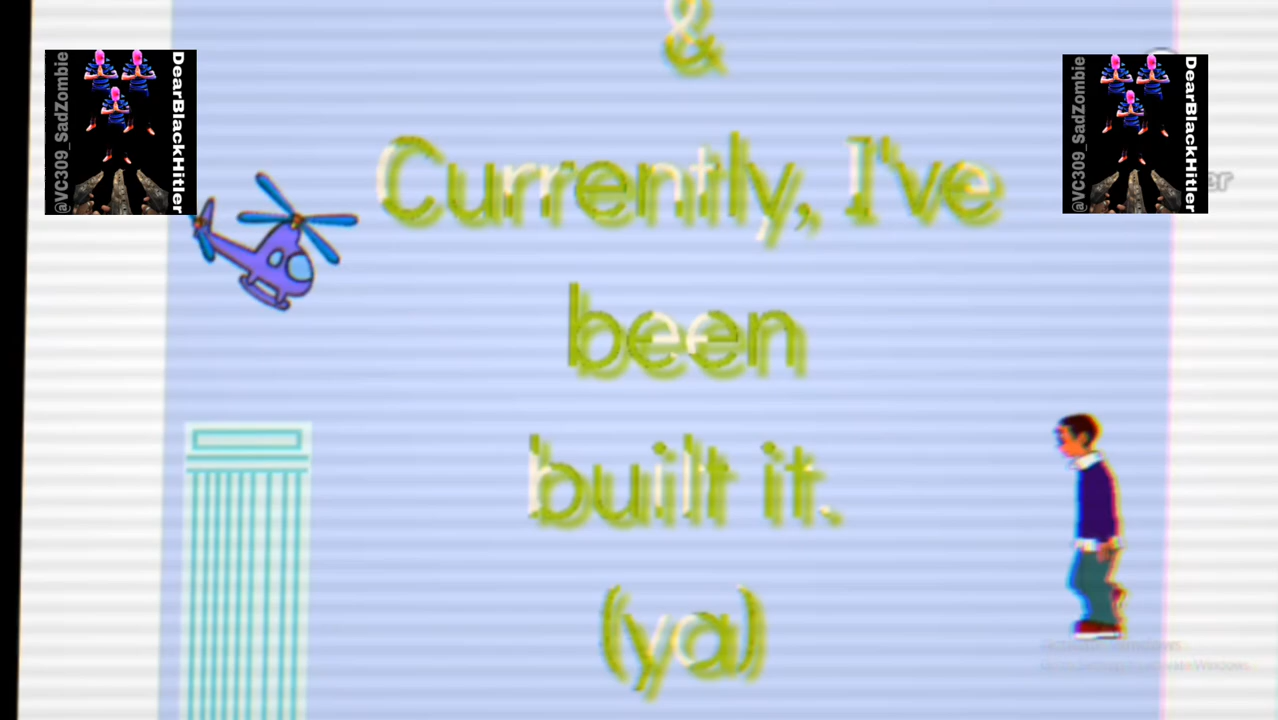 &
Currently, I've
been
built it.
(ya)
@VC309_SadZombie
DearBlackHitler
@VC309_SadZombie
DearBlackHitler